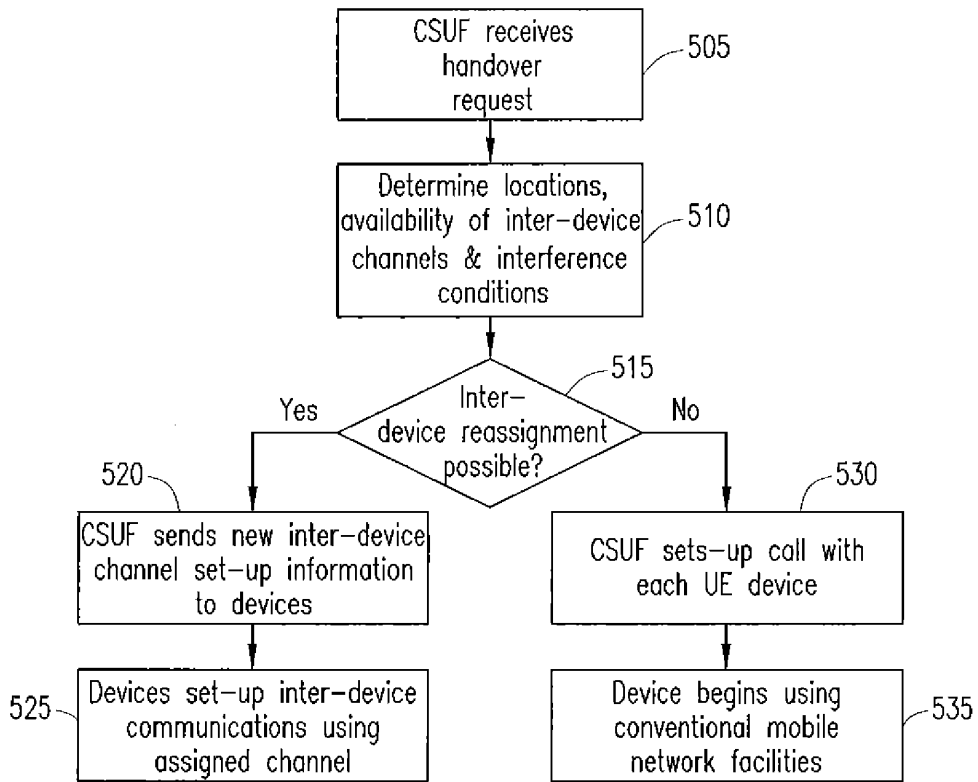 CSUF receives
handover
request
505
Determine locations,
availability of inter-device
channels & interference
conditions
510
515
Inter-
device reassignment
possible?
Yes
No
520
CSUF sends new inter-device
channel set-up information
to devices
530
CSUF sets-up call with
each UE device
525
Devices set-up inter-device
communications using
assigned channel
Device begins using
conventional mobile
network facilities
535